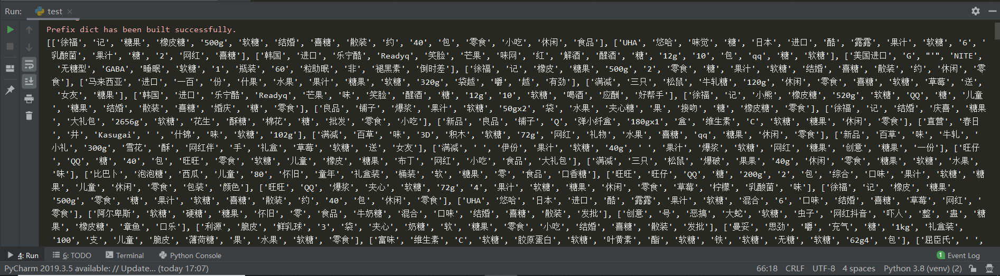 Run: test
Prefix dict has been built successfully.
[['徐福', '记', '糖果', '橡皮糖', '500g', '软糖', '结婚', '喜糖', '散装', '约', '40', '包', '零食', '小吃', '休闲', '食品'], ['UHA', '悠哈', '味觉', '糖', '日本', '进口', '酷', '露露', '果汁', '软糖', '6', '
乳酸菌', '果汁', '糖', '2', '网红', '喜糖'], ['韩国', '进口', '乐宁酷', 'Readyq', '笑脸', '芒果', '味网', '红', '解酒', '醒酒', '糖', '12g', '10', '包', 'qq', '糖', '软糖'], ['美国进口', 'G', "'", 'NITE',
'无糖型', 'GABA', '睡眠', '软糖', '1', '瓶装', '60', '粒助眠', '非', '褪黑素', '倒时差'], ['徐福', '记', '橡皮', '糖果', '500g', '2', '零食', '糖', '果汁', '软糖', '结婚', '喜糖', '散装', '约', '休闲', '零
食'], ['马来西亚', '进口', '一百', '份', '什果', '水果', '果汁', '糖果', '软糖', '320g', '袋越', '嚼', '越', '有劲'], ['满减', '三只', '松鼠', '牛轧糖', '120g', '休闲', '零食', '喜糖', '软糖', '草莓', '送',
'女友', '糖果'], ['韩国', '进口', '乐宁酷', 'Readyq', '芒果', '味', '笑脸', '醒酒', '糖', '12g', '10', '软糖', '喝酒', '应酬', '好帮手'], ['徐福', '记', '小熊', '橡皮糖', '520g', '软糖', 'QQ', '糖', '儿童
', '糖果', '结婚', '散装', '喜糖', '婚庆', '糖', '零食'], ['良品', '铺子', '爆浆', '果汁', '软糖', '50gx2', '袋', '水果', '夹心糖', '果', '接吻', '糖', '橡皮糖', '零食'], ['徐福', '记', '结婚', '庆喜', '糖果
', '大礼包', '2656g', '软糖', '花生', '酥糖', '棉花', '糖', '批发', '零食', '小吃'], ['新品', '良品', '铺子', 'Q', '弹小纤盒', '180gx1', '盒', '维生素', 'C', '软糖', '糖果', '休闲', '零食'], ['直营', '春日
', '井', 'Kasugai', ' ', '什锦', '味', '软糖', '102g'], ['满减', '百草', '味', '3D', '积木', '软糖', '72g', '网红', '礼物', '水果', '喜糖', 'qq', '糖果', '休闲', '零食'], ['新品', '百草', '味', '牛轧', '
小礼', '300g', '雪花', '酥', '网红伴', '手', '礼盒', '草莓', '软糖', '送', '女友'], ['满减', ' ', '伊份', '果汁', '软糖', '40g', ' ', '果汁', '爆浆', '软糖', '网红', '糖果', '创意', '糖果', '一份'], ['旺仔
', 'QQ', '糖', '40', '包', '旺旺', '零食', '软糖', '儿童', '橡皮', '糖果', '布丁', '网红', '小吃', '食品', '大礼包'], ['满减', '三只', '松鼠', '爆破', '果果', '40g', '休闲', '零食', '糖果', '软糖', '水果',
'味'], ['比巴卜', '泡泡糖', '西瓜', '儿童', '80', '怀旧', '童年', '礼盒装', '桶装', '软', '糖果', '零', '食品', '口香糖'], ['旺旺', '旺仔', 'QQ', '糖', '200g', '2', '包', '综合', '口味', '果汁', '软糖', '糖
果', '儿童', '休闲', '零食', '包装', '颜色'], ['旺旺', 'QQ', '爆浆', '夹心', '软糖', '72g', '4', '果汁', '软糖', '糖果', '休闲', '零食', '草莓', '柠檬', '乳酸菌', '味'], ['徐福', '记', '橡皮', '糖果',
'500g', '零食', '糖', '果汁', '软糖', '喜糖', '散装', '约', '40', '包', '休闲', '零食'], ['UHA', '悠哈', '日本', '进口', '酷', '露露', '果汁', '软糖', '混合', '6', '口味', '结婚', '喜糖', '草莓', '网红', '
零食'], ['阿尔卑斯', '软糖', '硬糖', '糖果', '怀旧', '零', '食品', '牛奶糖', '混合', '口味', '结婚', '喜糖', '散装', '发批'], ['创意', '号', '恶搞', '大蛇', '软糖', '虫子', '网红抖音', '吓人', '整', '蛊', '糖
果', '橡皮糖', '章鱼', '口乐'], ['利源', '脆皮', '鲜乳球', '3', '袋', '夹心', '奶糖', '软', '糖果', '零食', '小吃', '结婚', '喜糖', '散装', '发批'], ['曼妥', '思劲', '嚼', '充气', '糖', '1kg', '礼盒装',
'100', '支', '儿童', '脆皮', '薄荷糖', '果', '水果', '软糖', '零食'], ['富味', '维生素', 'C', '软糖', '胶原蛋白', '软糖', '叶黄素', '酯', '软糖', '铁', '软糖', '无糖', '软糖', '62g4', '包'], ['屈臣氏', ' ',
4: Run 6: TODO Terminal Python Console 1 Event Log
PyCharm 2019.3.5 available: // Update... (today 17:07) 66:18 CRLF UTF-8 4 spaces Python 3.8 (venv) (2)